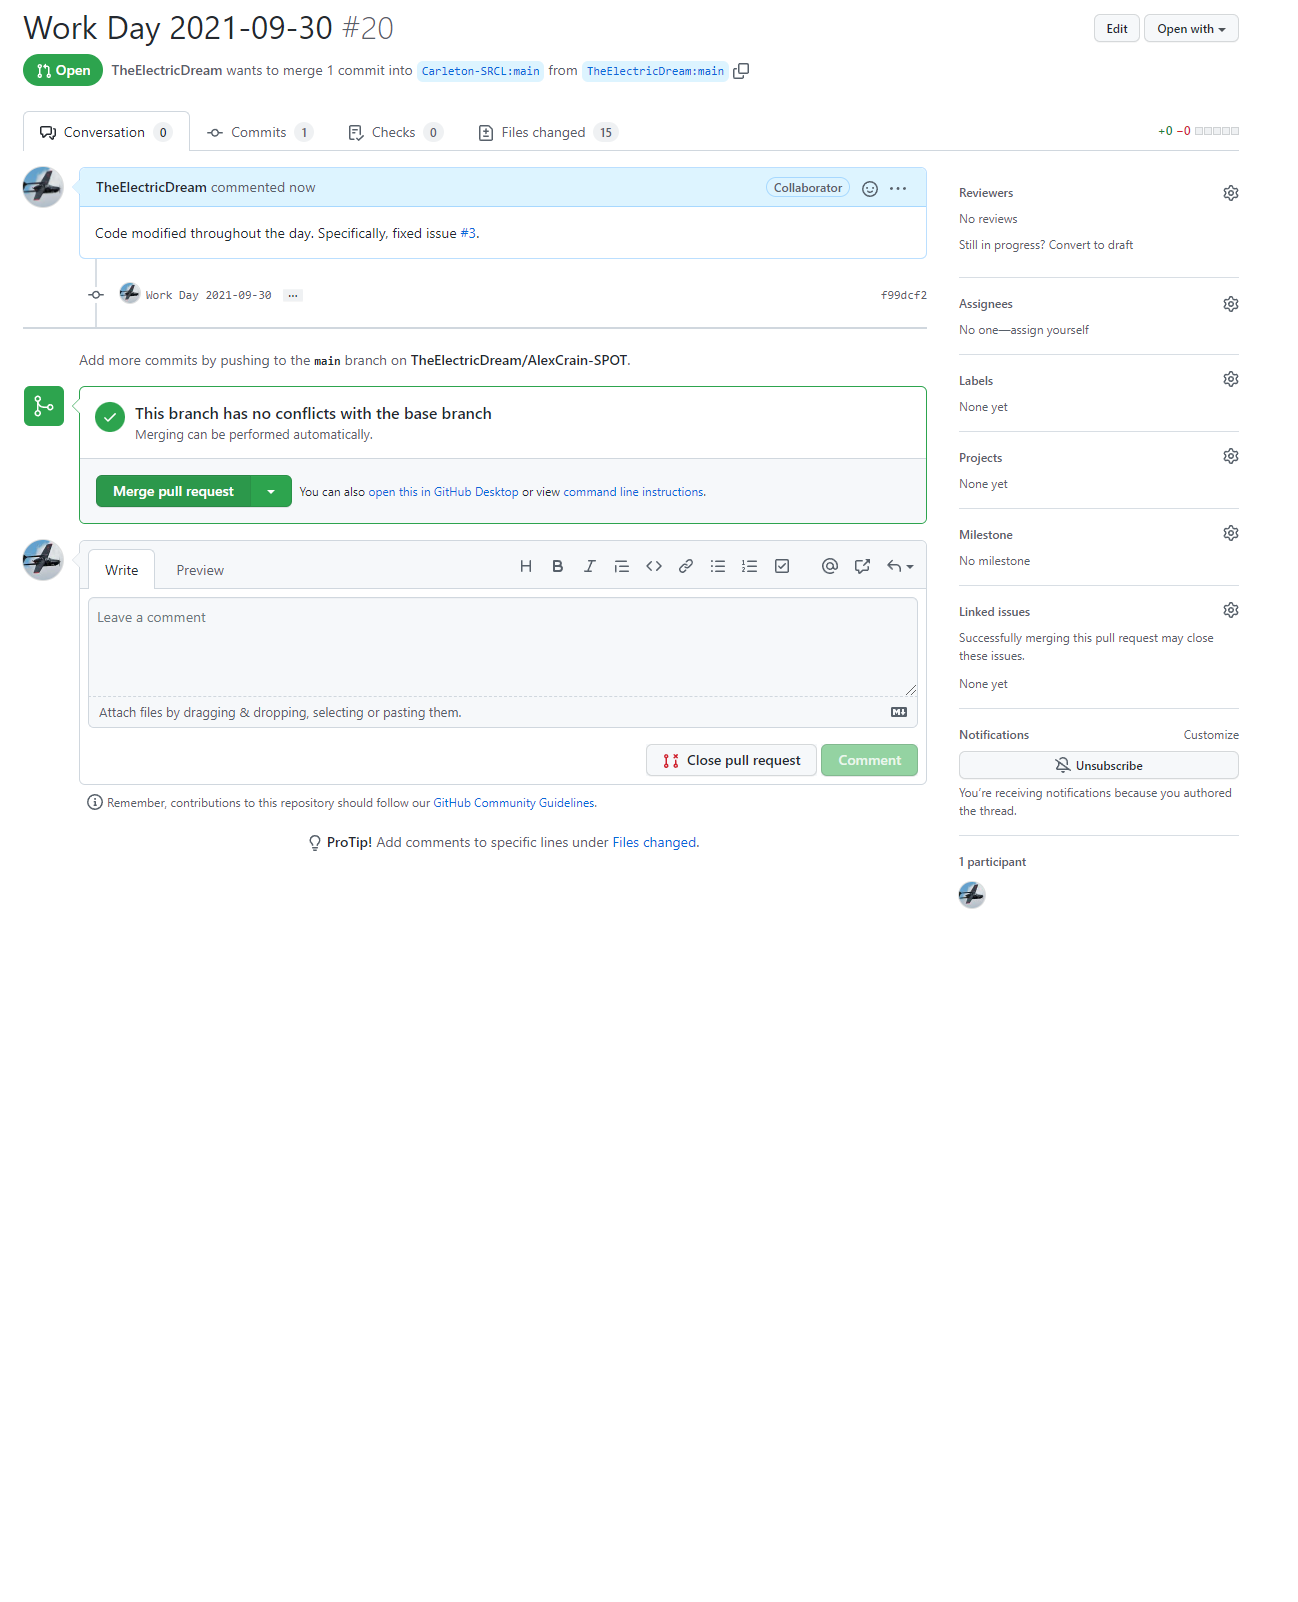 Work Day 2021-09-30 #20
Edit
Open with
Open
TheElectricDream wants to merge 1 commit into Carleton-SRCL:main from TheElectricDream:main
Conversation 0
Commits 1
Checks 0
Files changed 15
+0 −0
TheElectricDream commented now
Collaborator
Code modified throughout the day. Specifically, fixed issue #3.
Work Day 2021-09-30 …
f99dcf2
Add more commits by pushing to the main branch on TheElectricDream/AlexCrain-SPOT.
This branch has no conflicts with the base branch
Merging can be performed automatically.
Merge pull request
You can also open this in GitHub Desktop or view command line instructions.
Write
Preview
Leave a comment
Attach files by dragging & dropping, selecting or pasting them.
Close pull request
Comment
Remember, contributions to this repository should follow our GitHub Community Guidelines.
ProTip! Add comments to specific lines under Files changed.
Reviewers
No reviews
Still in progress? Convert to draft
Assignees
No one—assign yourself
Labels
None yet
Projects
None yet
Milestone
No milestone
Linked issues
Successfully merging this pull request may close
these issues.
None yet
Notifications
Customize
Unsubscribe
You're receiving notifications because you authored
the thread.
1 participant